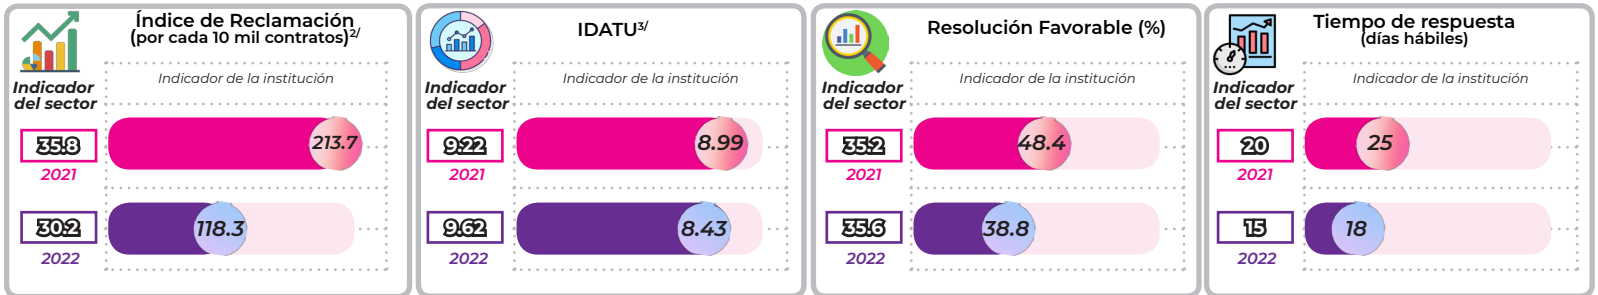 Índice de Reclamación
(por cada 10 mil contratos)2/
Indicador de la institución
Indicador
del sector
35.8
213.7
2021
30.2
118.3
2022
IDATU3/
Indicador de la institución
Indicador
del sector
9.22
8.99
2021
9.62
8.43
2022
Resolución Favorable (%)
Indicador de la institución
Indicador
del sector
35.2
48.4
2021
35.6
38.8
2022
Tiempo de respuesta
(días hábiles)
Indicador de la institución
Indicador
del sector
20
25
2021
15
18
2022